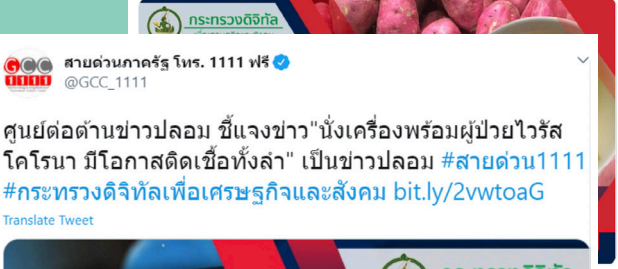 กระทรวงดิจิทัล
GCC
1111
สายด่วนภาครัฐ โทร. 1111 ฟรี
@GCC_1111
ศูนย์ต่อต้านข่าวปลอม ชี้แจงข่าว"นั่งเครื่องพร้อมผู้ป่วยไวรัส
โคโรนา มีโอกาสติดเชื้อทั้งลำ" เป็นข่าวปลอม #สายด่วน1111
#กระทรวงดิจิทัลเพื่อเศรษฐกิจและสังคม bit.ly/2vwtoaG
Translate Tweet